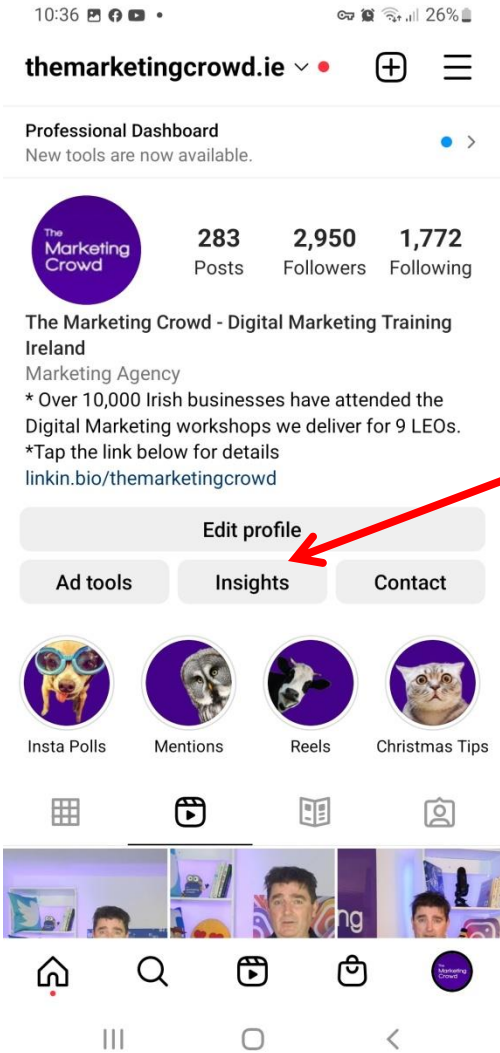 10:36
26%
themarketingcrowd.ie
Professional Dashboard
New tools are now available.
The
Marketing
Crowd
283
2,950
1,772
Posts
Followers
Following
The Marketing Crowd - Digital Marketing Training
Ireland
Marketing Agency
* Over 10,000 Irish businesses have attended the
Digital Marketing workshops we deliver for 9 LEOs.
*Tap the link below for details
linkin.bio/themarketingcrowd
Edit profile
Ad tools
Insights
Contact
Insta Polls
Mentions
Reels
Christmas Tips
ng
The
Marketing
Crowd